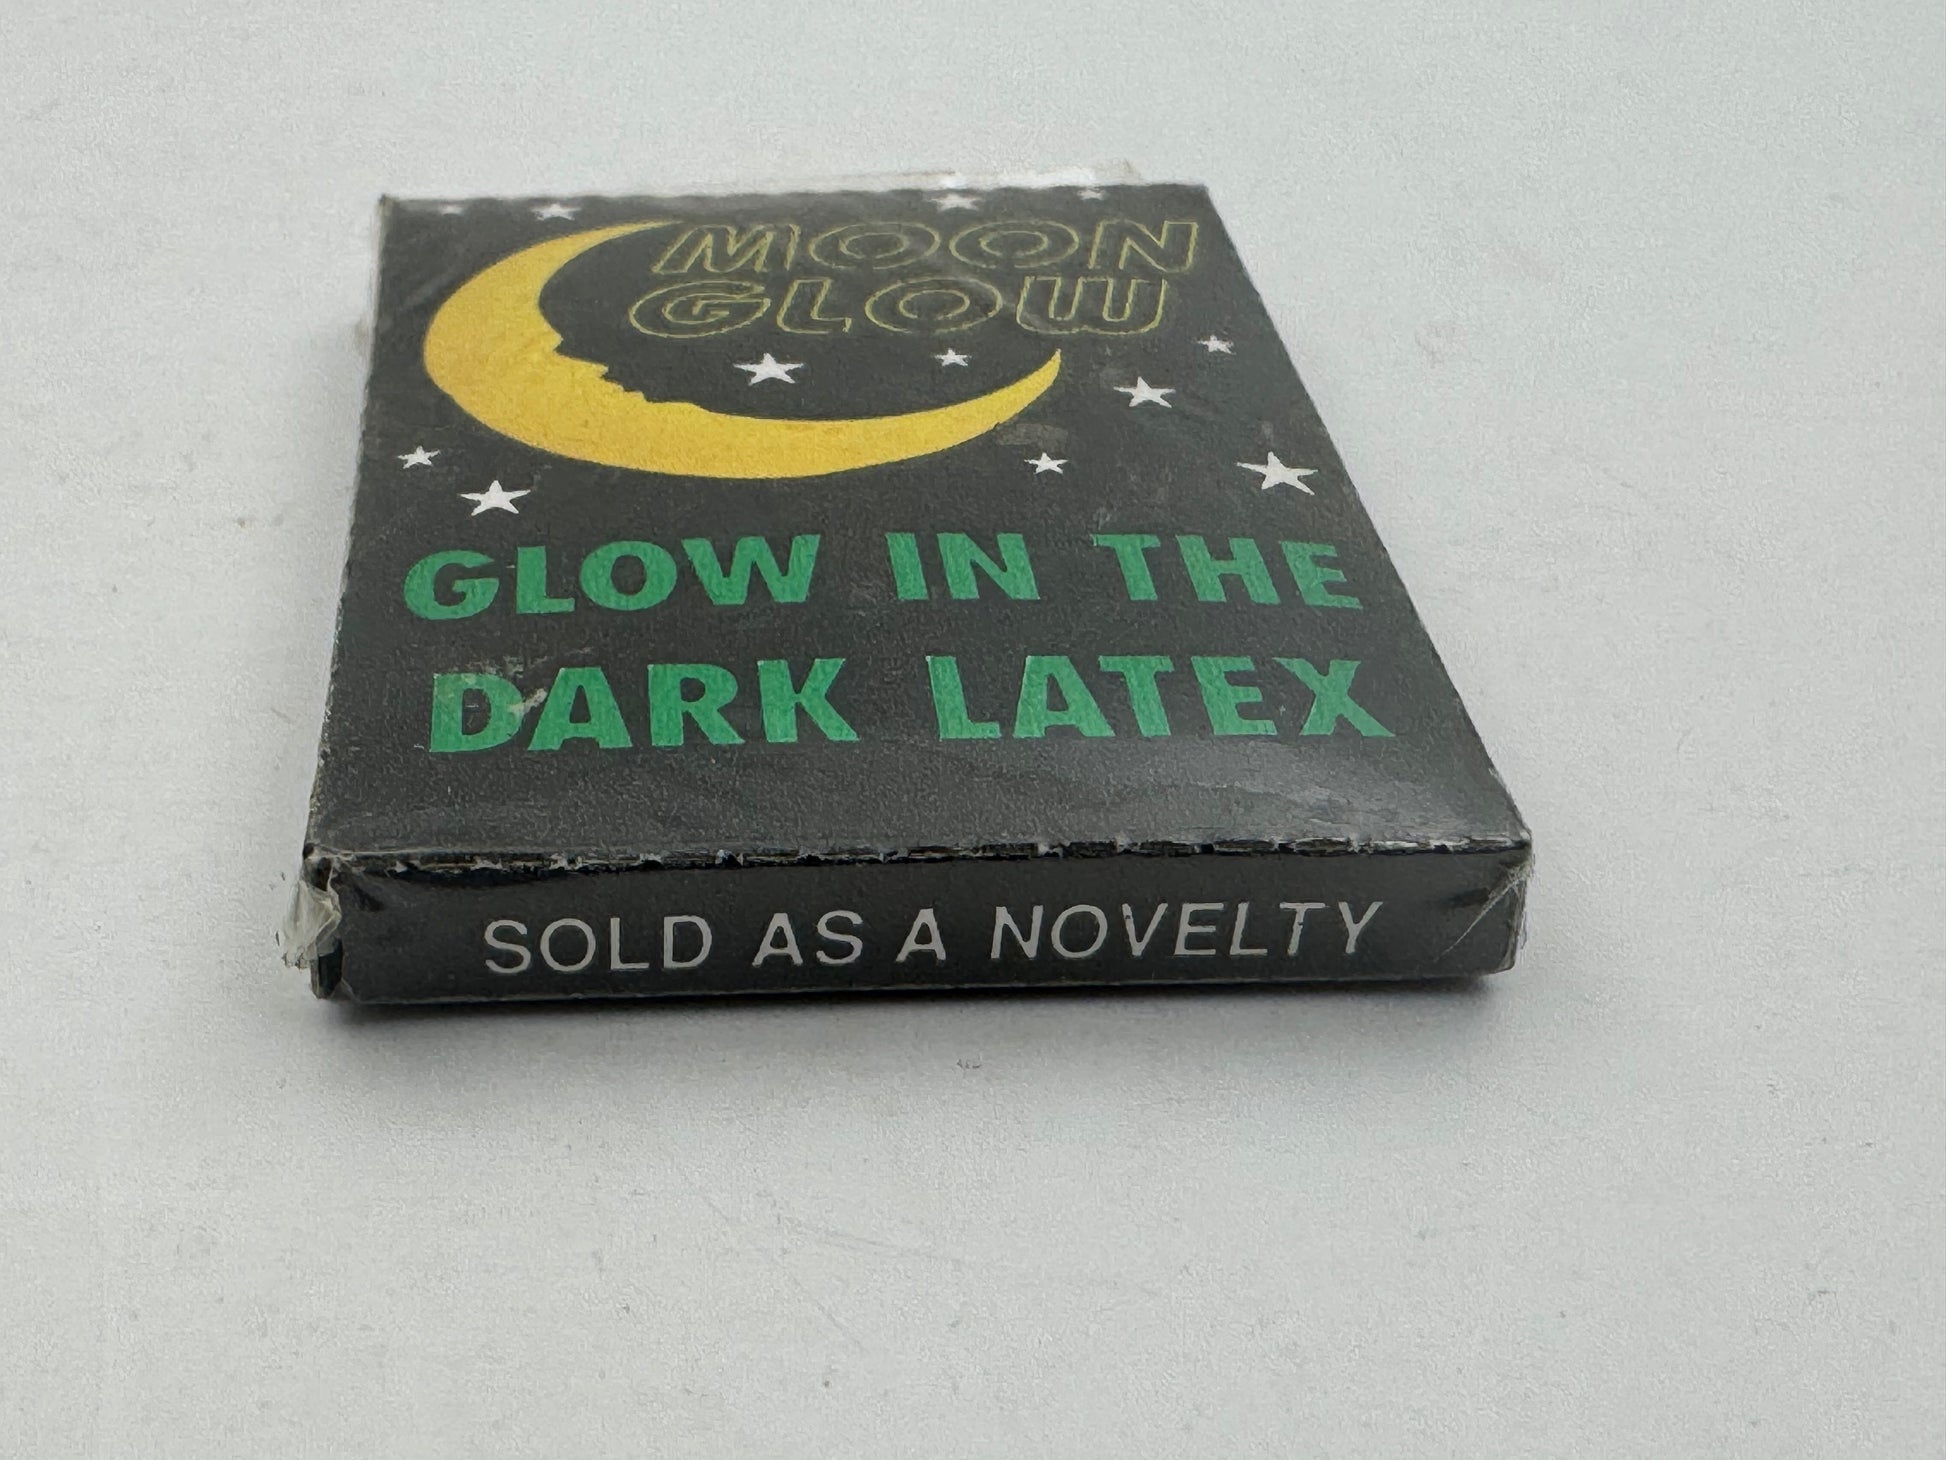 MOON
GLOW
GLOW IN THE
DARK LATEX
SOLD AS A NOVELTY